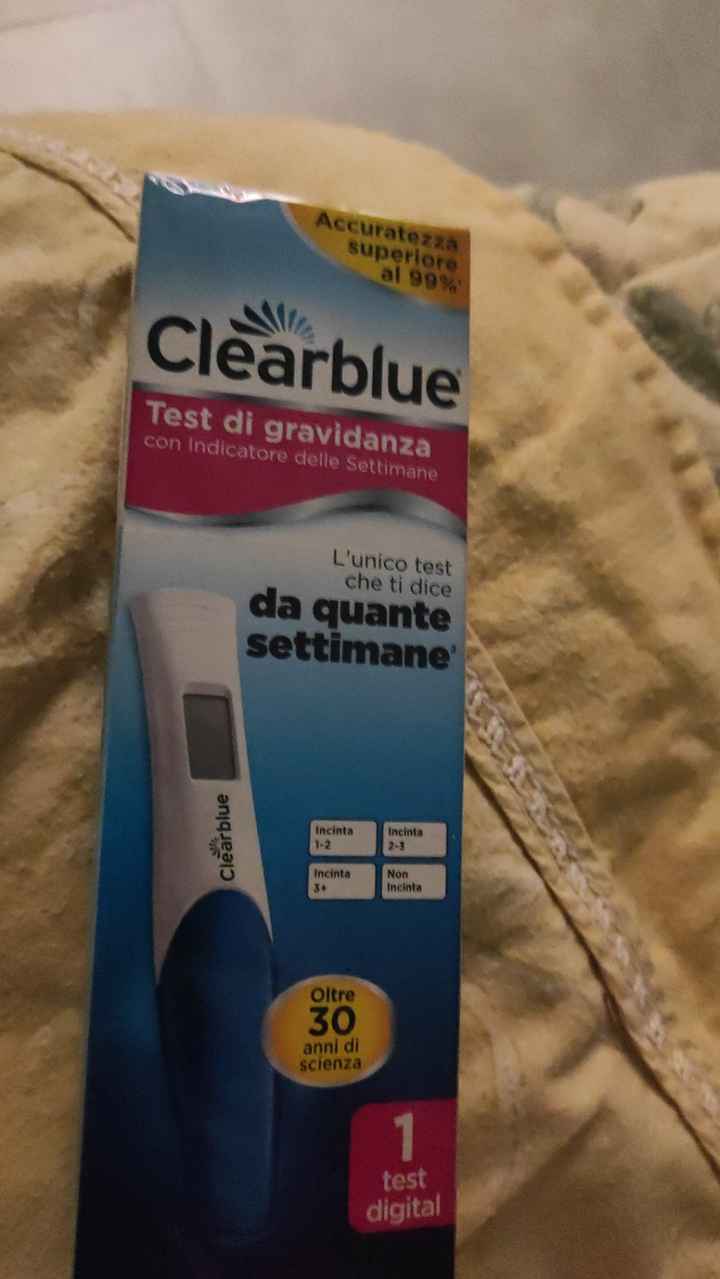 Accuratezza
superiore
al 99%¹
Clearblue
Test di gravidanza
con Indicatore delle Settimane
L'unico test
che ti dice
da quante
settimane²
Clearblue
Incinta
1-2
Incinta
2-3
Incinta
3+
Non
Incinta
Oltre
30
anni di
scienza
1
test
digital